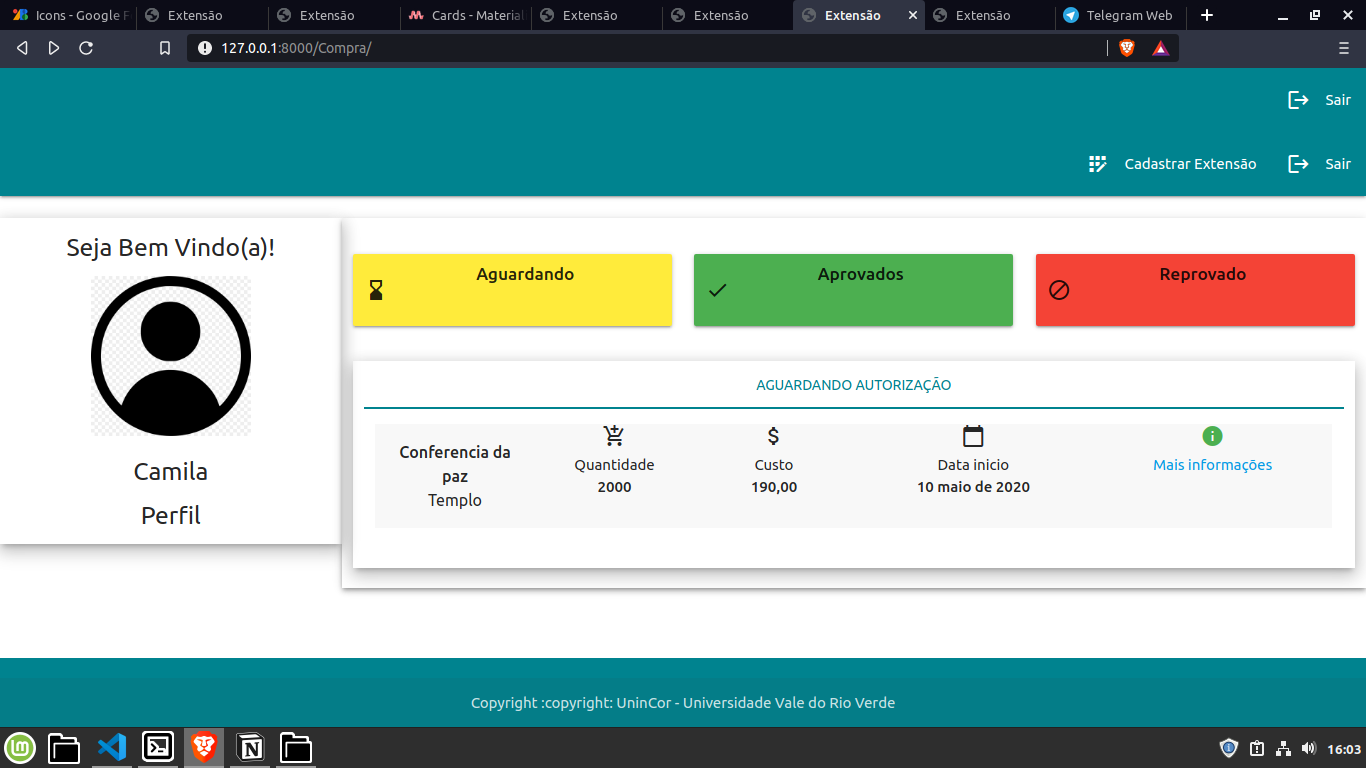 Icons - Google F
Extensão
Extensão
Cards - Material
Extensão
Extensão
Extensão
Extensão
Telegram Web
127.0.0.1:8000/Compra/
Sair
Cadastrar Extensão
Sair
Seja Bem Vindo(a)!
Camila
Perfil
Aguardando
Aprovados
Reprovado
AGUARDANDO AUTORIZAÇÃO
Conferencia da
paz
Templo
Quantidade
2000
Custo
190,00
Data inicio
10 maio de 2020
Mais informações
Copyright :copyright: UninCor - Universidade Vale do Rio Verde
16:03